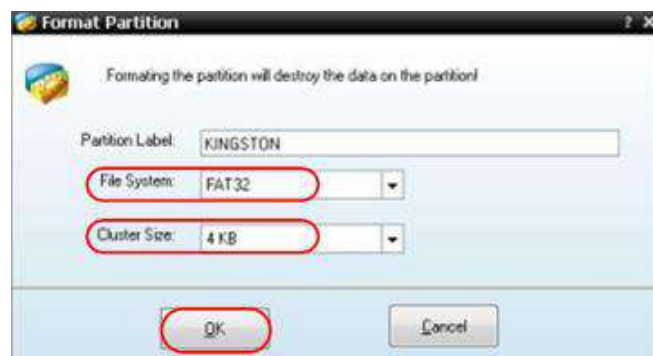 Format Partition
? X
Formating the partition will destroy the data on the partition!
Partition Label: KINGSTON
File System: FAT32
Cluster Size: 4 KB
OK Cancel